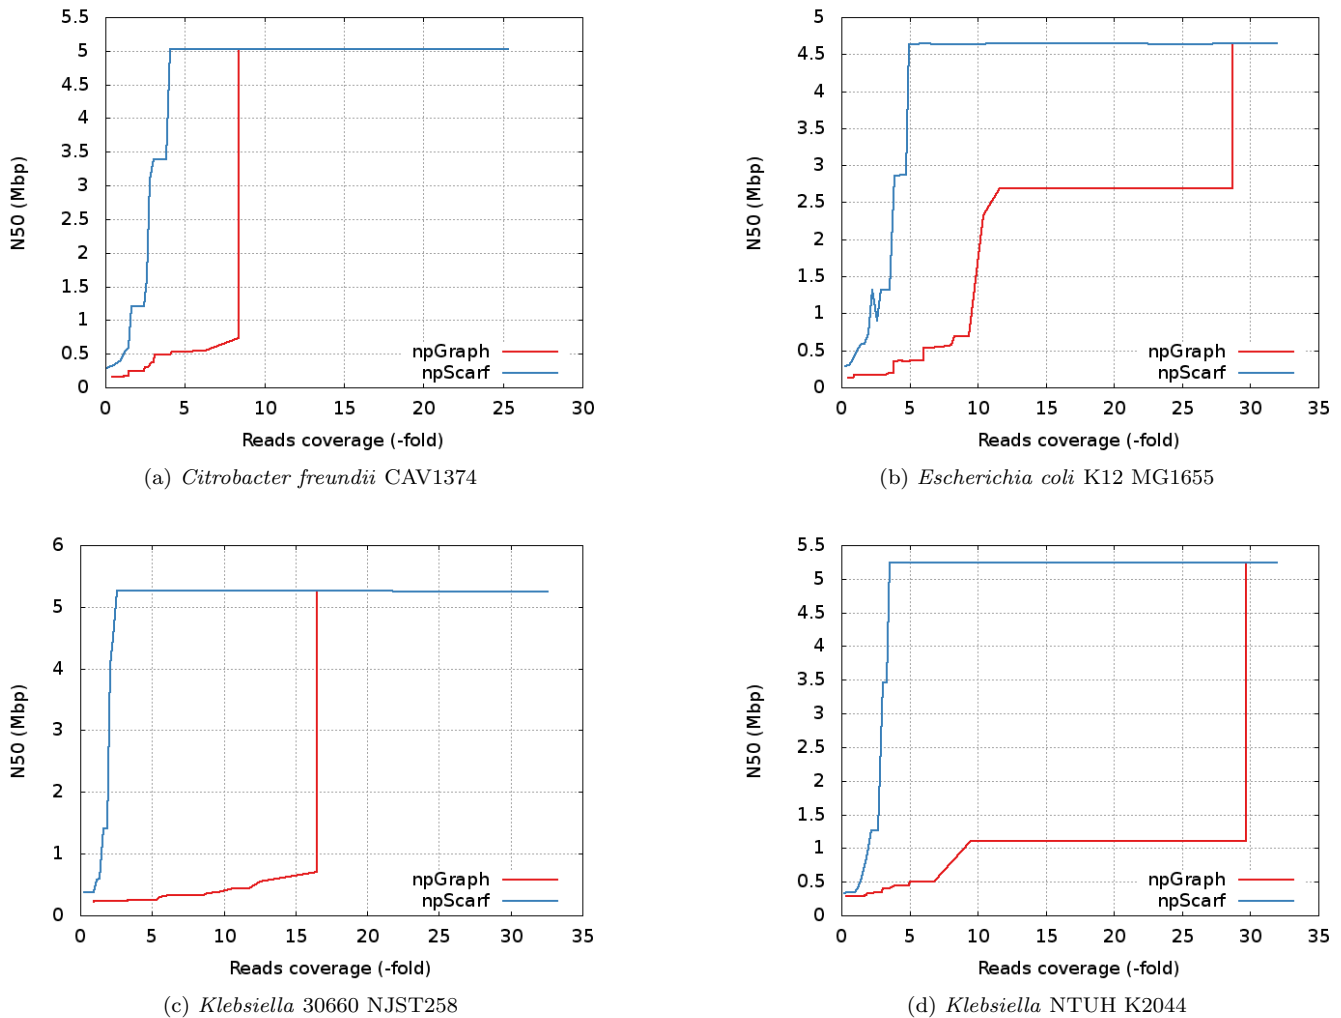 5.5
5
4.5
4
3.5
3
2.5
2
1.5
1
0.5
0
N50 (Mbp)
npGraph
npScarf
0 5 10 15 20 25 30
Reads coverage (-fold)
(a) Citrobacter freundii CAV1374
5
4.5
4
3.5
3
2.5
2
1.5
1
0.5
0
N50 (Mbp)
npGraph
npScarf
0 5 10 15 20 25 30 35
Reads coverage (-fold)
(b) Escherichia coli K12 MG1655
6
5
4
3
2
1
0
N50 (Mbp)
npGraph
npScarf
0 5 10 15 20 25 30 35
Reads coverage (-fold)
(c) Klebsiella 30660 NJST258
5.5
5
4.5
4
3.5
3
2.5
2
1.5
1
0.5
0
N50 (Mbp)
npGraph
npScarf
0 5 10 15 20 25 30 35
Reads coverage (-fold)
(d) Klebsiella NTUH K2044